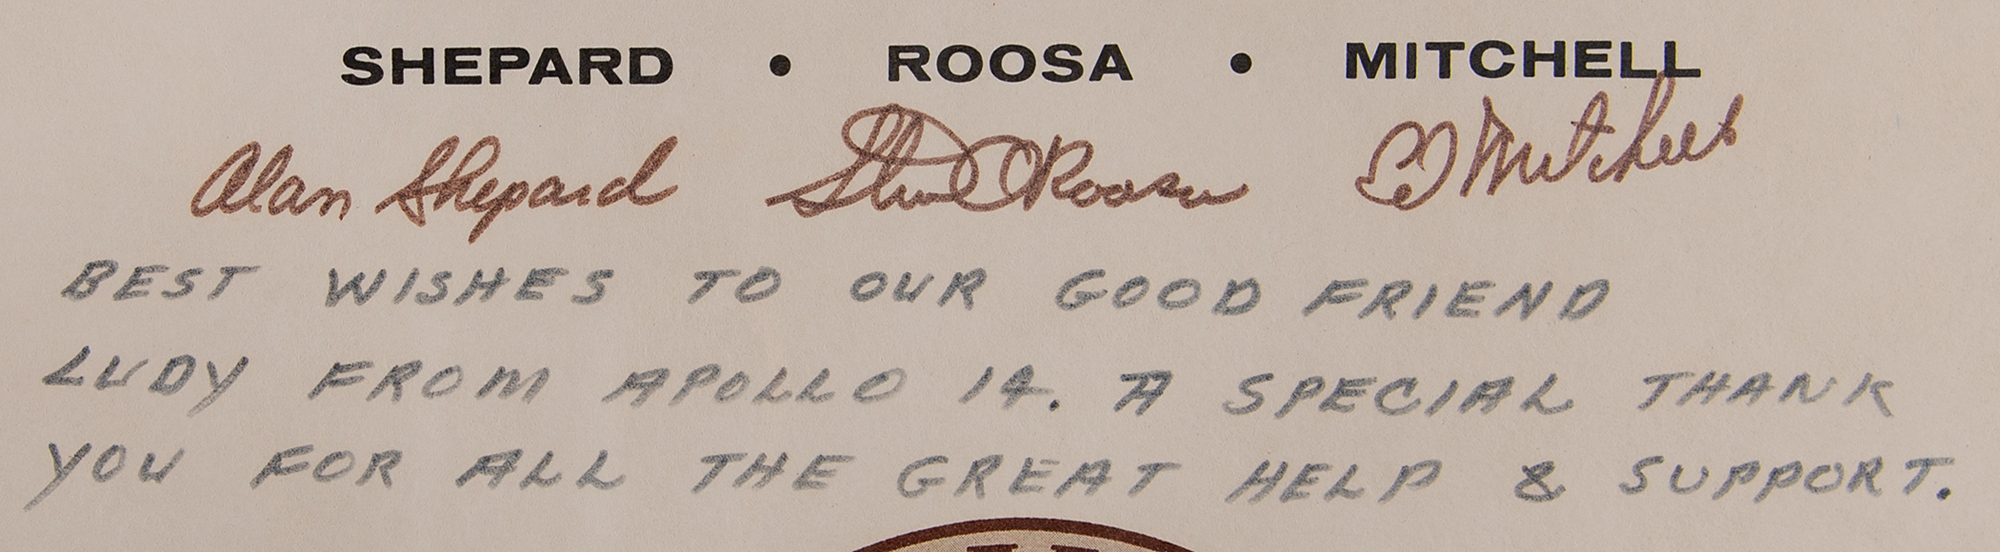 SHEPARD • ROOSA • MITCHELL
Alan Shepard Stuart Roosa Ed Mitchell
BEST WISHES TO OUR GOOD FRIEND
LUDY FROM APOLLO 14. A SPECIAL THANK
YOU FOR ALL THE GREAT HELP & SUPPORT.